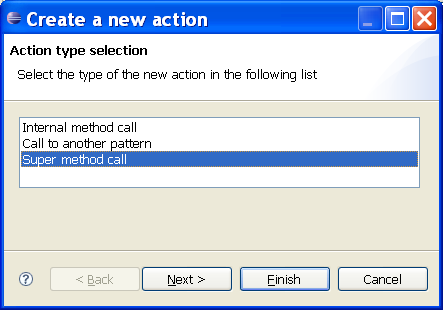 Create a new action
Action type selection
Select the type of the new action in the following list
Internal method call
Call to another pattern
Super method call
? < Back Next > Finish Cancel